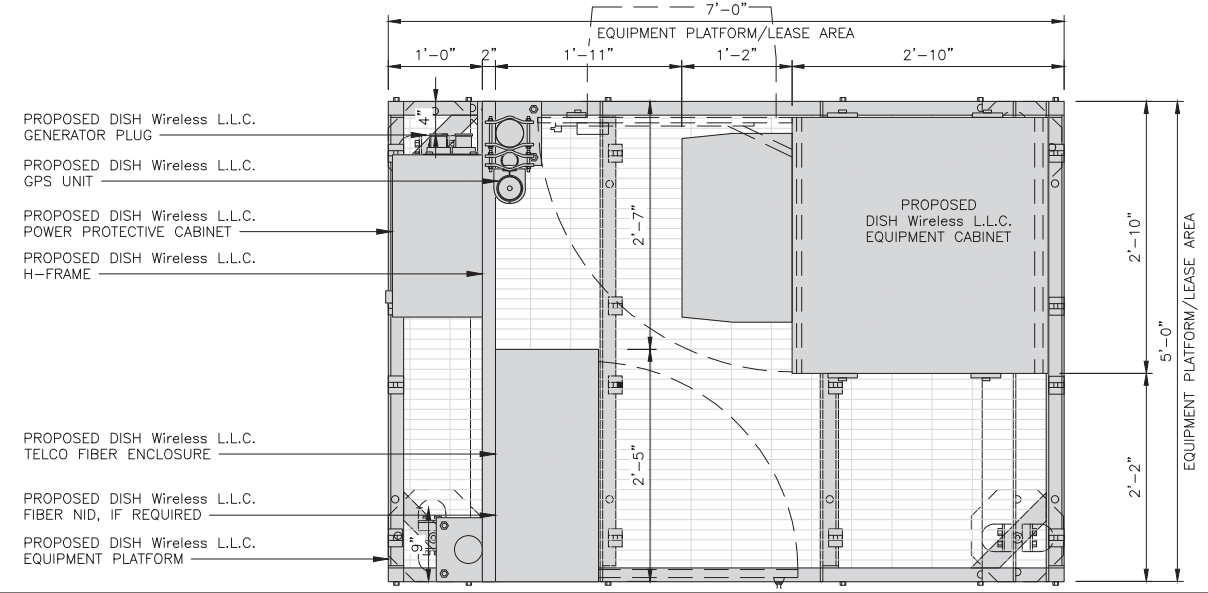 7'-0"
EQUIPMENT PLATFORM/LEASE AREA
1'-0"
2"
1'-11"
1'-2"
2'-10"
PROPOSED DISH Wireless L.L.C.
GENERATOR PLUG
4"
PROPOSED DISH Wireless L.L.C.
GPS UNIT
PROPOSED DISH Wireless L.L.C.
POWER PROTECTIVE CABINET
PROPOSED DISH Wireless L.L.C.
H-FRAME
2'-7"
PROPOSED
DISH Wireless L.L.C.
EQUIPMENT CABINET
2'-10"
5'-0"
EQUIPMENT PLATFORM/LEASE AREA
PROPOSED DISH Wireless L.L.C.
TELCO FIBER ENCLOSURE
2'-5"
2'-2"
PROPOSED DISH Wireless L.L.C.
FIBER NID, IF REQUIRED
PROPOSED DISH Wireless L.L.C.
EQUIPMENT PLATFORM
9"